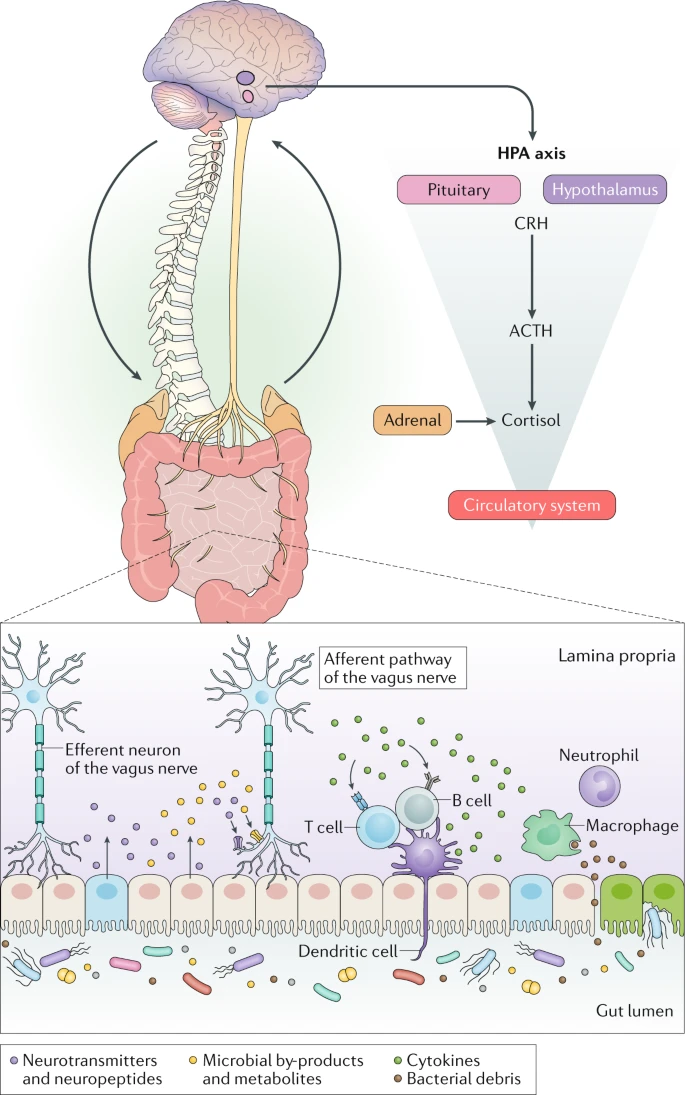 HPA axis
Pituitary
Hypothalamus
CRH
ACTH
Adrenal
Cortisol
Circulatory system
Afferent pathway
of the vagus nerve
Lamina propria
Efferent neuron
of the vagus nerve
Neutrophil
B cell
T cell
Macrophage
Dendritic cell
Gut lumen
Neurotransmitters
and neuropeptides
Microbial by-products
and metabolites
Cytokines
Bacterial debris